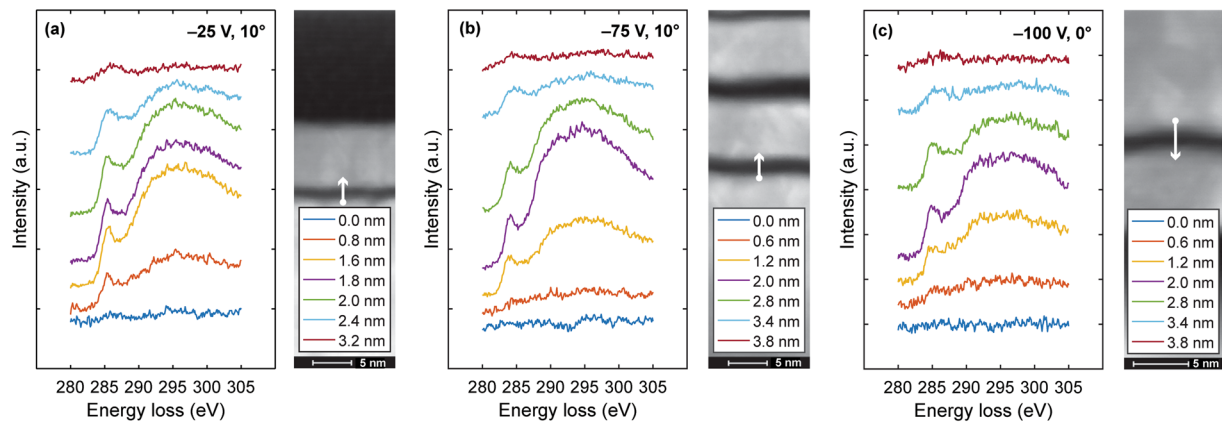 (a)
–25 V, 10°
Intensity (a.u.)
0.0 nm
0.8 nm
1.6 nm
1.8 nm
2.0 nm
2.4 nm
3.2 nm
5 nm
280 285 290 295 300 305
Energy loss (eV)
(b)
–75 V, 10°
Intensity (a.u.)
0.0 nm
0.6 nm
1.2 nm
2.0 nm
2.8 nm
3.4 nm
3.8 nm
5 nm
280 285 290 295 300 305
Energy loss (eV)
(c)
–100 V, 0°
Intensity (a.u.)
0.0 nm
0.6 nm
1.2 nm
2.0 nm
2.8 nm
3.4 nm
3.8 nm
5 nm
280 285 290 295 300 305
Energy loss (eV)